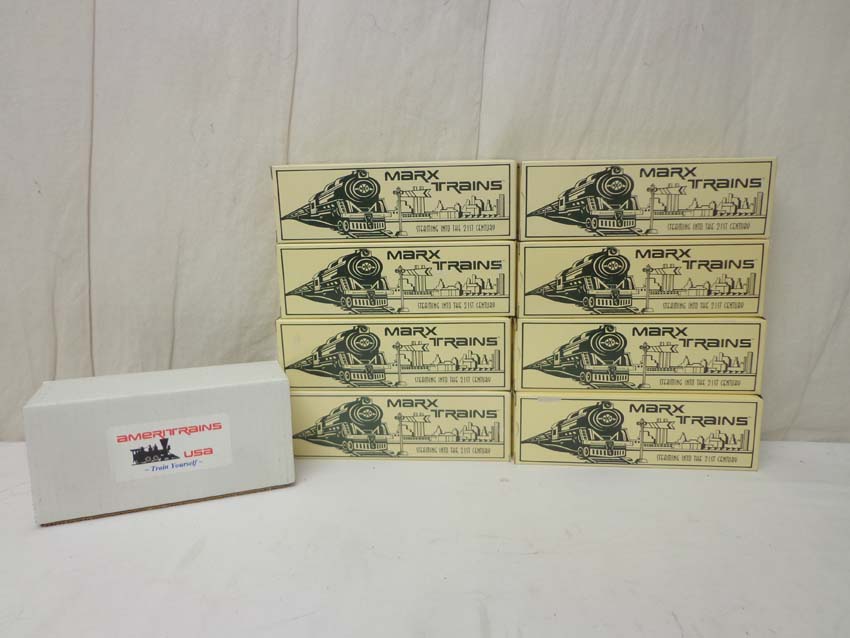 MARX
TRAINS
STEAMING INTO THE 21ST CENTURY
MARX
TRAINS
STEAMING INTO THE 21ST CENTURY
MARX
TRAINS
STEAMING INTO THE 21ST CENTURY
MARX
TRAINS
STEAMING INTO THE 21ST CENTURY
MARX
TRAINS
STEAMING INTO THE 21ST CENTURY
MARX
TRAINS
STEAMING INTO THE 21ST CENTURY
MARX
TRAINS
STEAMING INTO THE 21ST CENTURY
MARX
TRAINS
STEAMING INTO THE 21ST CENTURY
AMERITRAINS
USA
~ Train Yourself ~